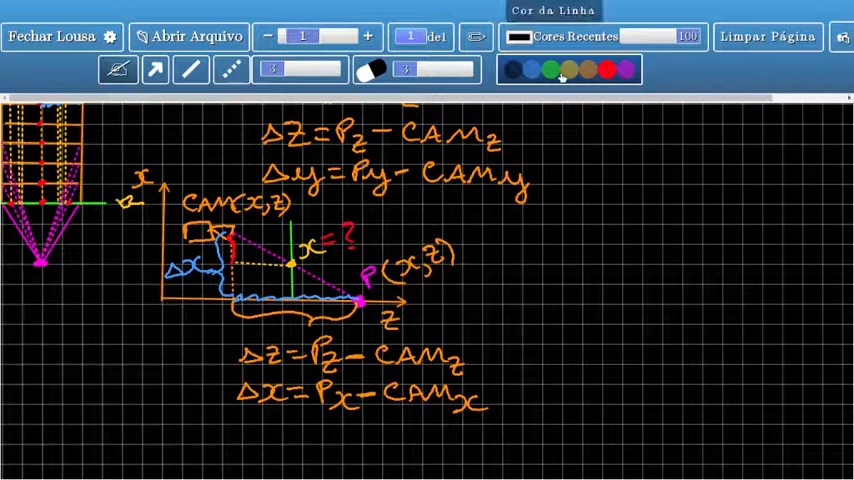 Cor da Linha
Fechar Lousa Abrir Arquivo − 1 + 1 de1 Cores Recentes 100 Limpar Página
3 3
ΔZ = PZ − CAMZ
Δy = Py − CAMy
x
CAM(x,z)
x = ?
Δx
P (x,z)
Z
Δz = Pz − CAMz
Δx = Px − CAMx